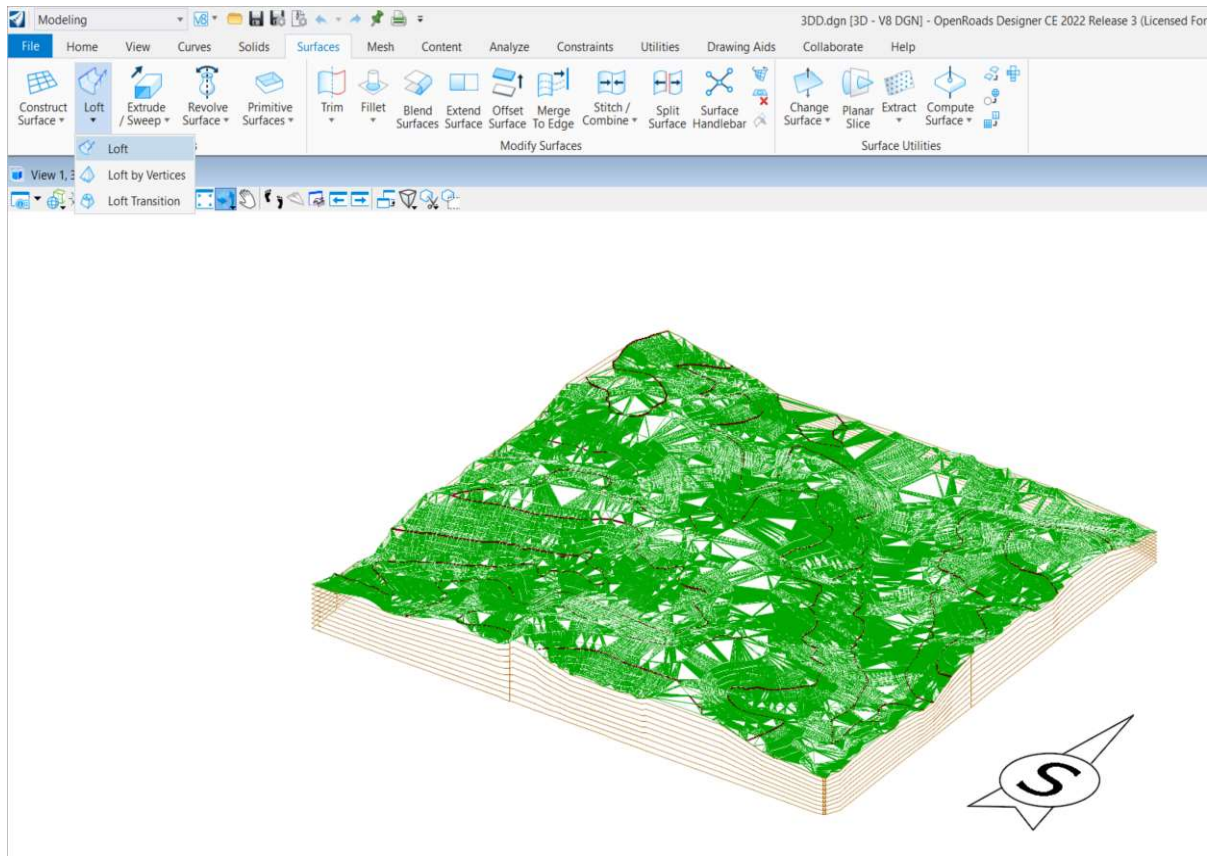 Modeling
3DD.dgn [3D - V8 DGN] - OpenRoads Designer CE 2022 Release 3 (Licensed For
File Home View Curves Solids Surfaces Mesh Content Analyze Constraints Utilities Drawing Aids Collaborate Help
Construct Surface
Loft
Extrude / Sweep
Revolve Surface
Primitive Surfaces
Trim
Fillet
Blend Surfaces
Extend Surface
Offset Surface
Merge To Edge
Stitch / Combine
Split Surface
Surface Handlebar
Change Surface
Planar Slice
Extract
Compute Surface
Modify Surfaces
Surface Utilities
Loft
Loft by Vertices
Loft Transition
View 1, 3
S